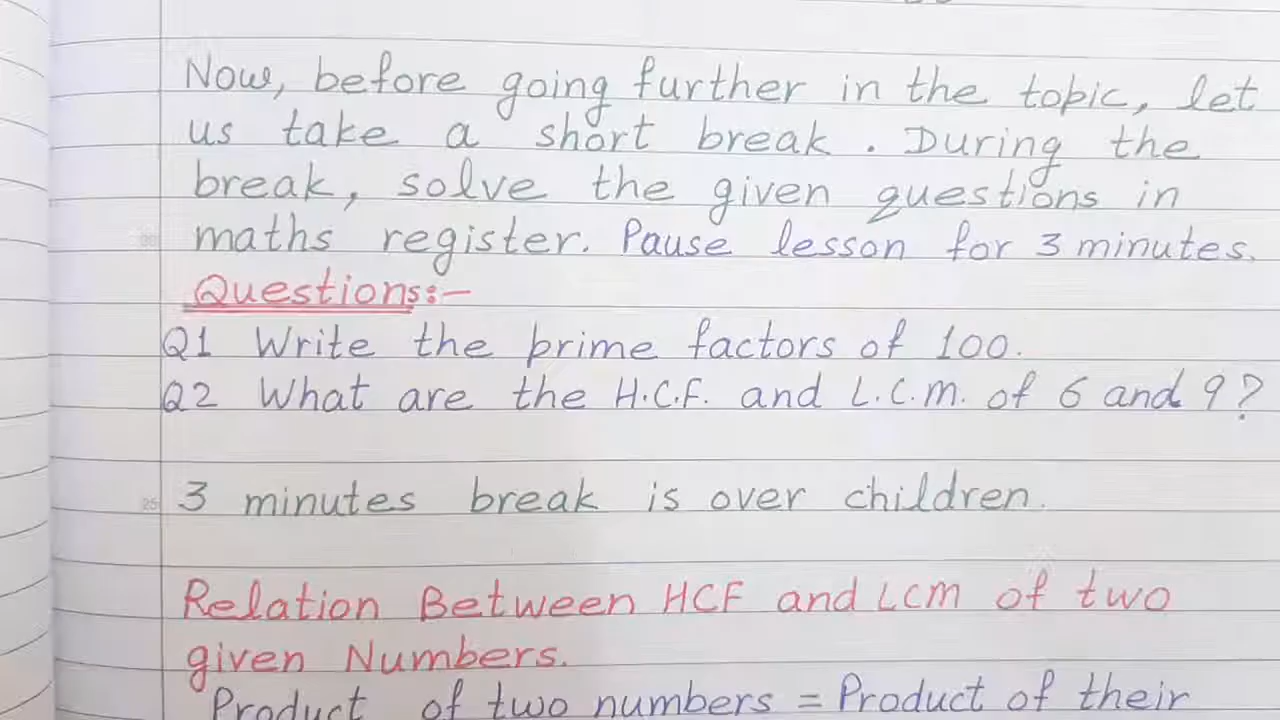 Now, before going further in the topic, let
us take a short break. During the
break, solve the given questions in
maths register. Pause lesson for 3 minutes.
Questions:-
Q1 Write the prime factors of 100.
Q2 What are the H.C.F. and L.C.M. of 6 and 9?
25 3 minutes break is over children.
Relation Between HCF and LCM of two
given Numbers.
Product of two numbers = Product of their